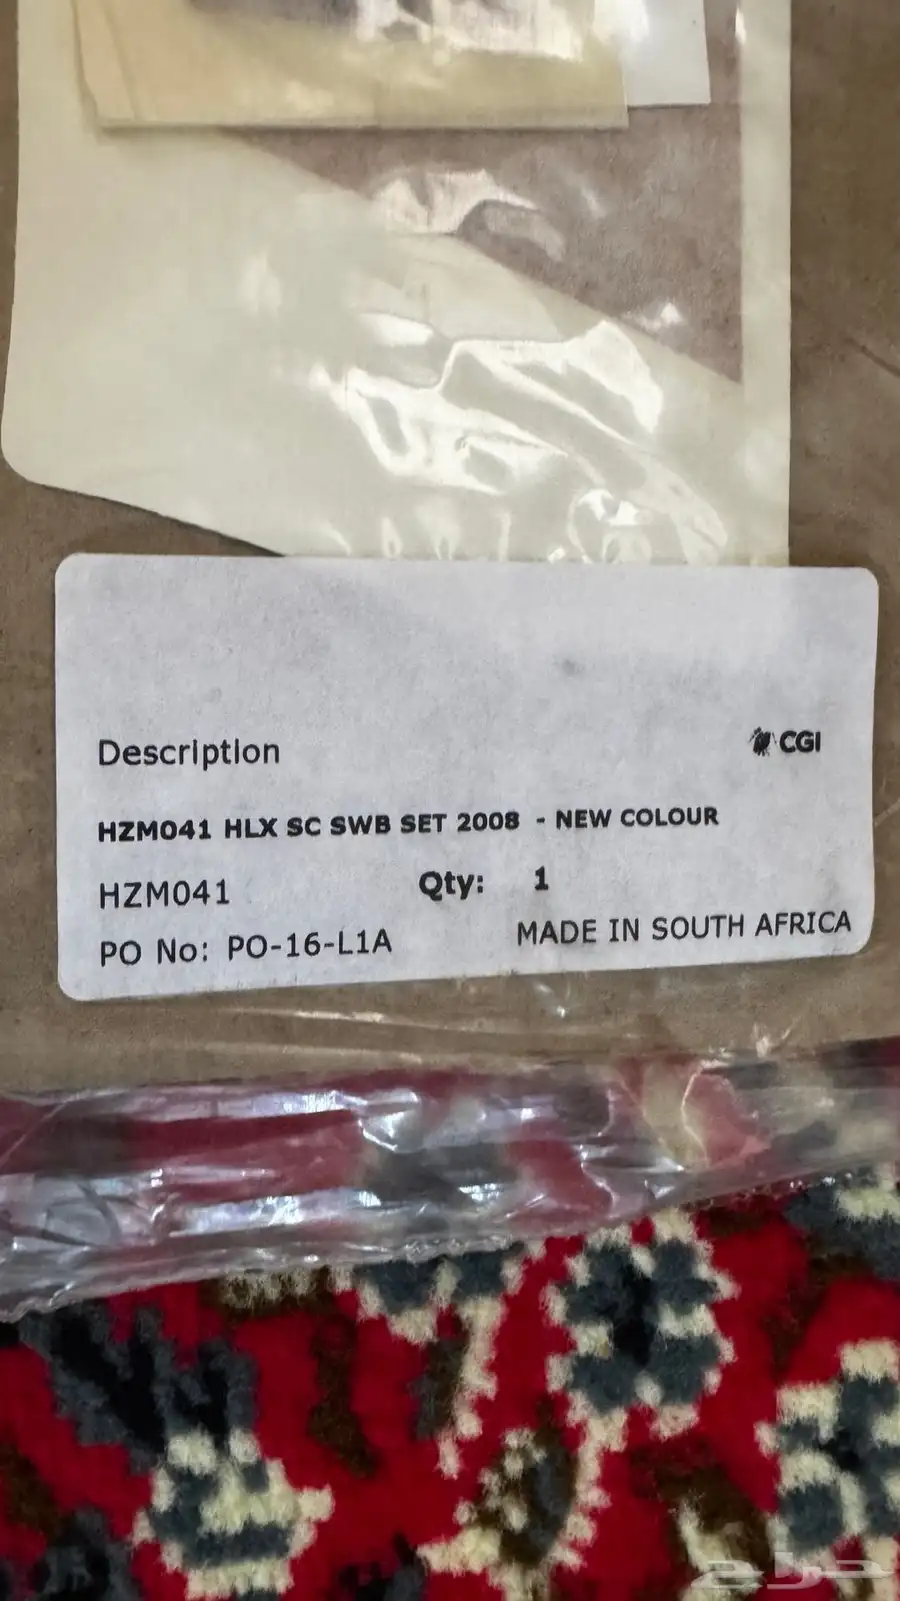 Description
CGI
HZM041 HLX SC SWB SET 2008 - NEW COLOUR
HZM041 Qty: 1
PO No: PO-16-L1A MADE IN SOUTH AFRICA
حراج